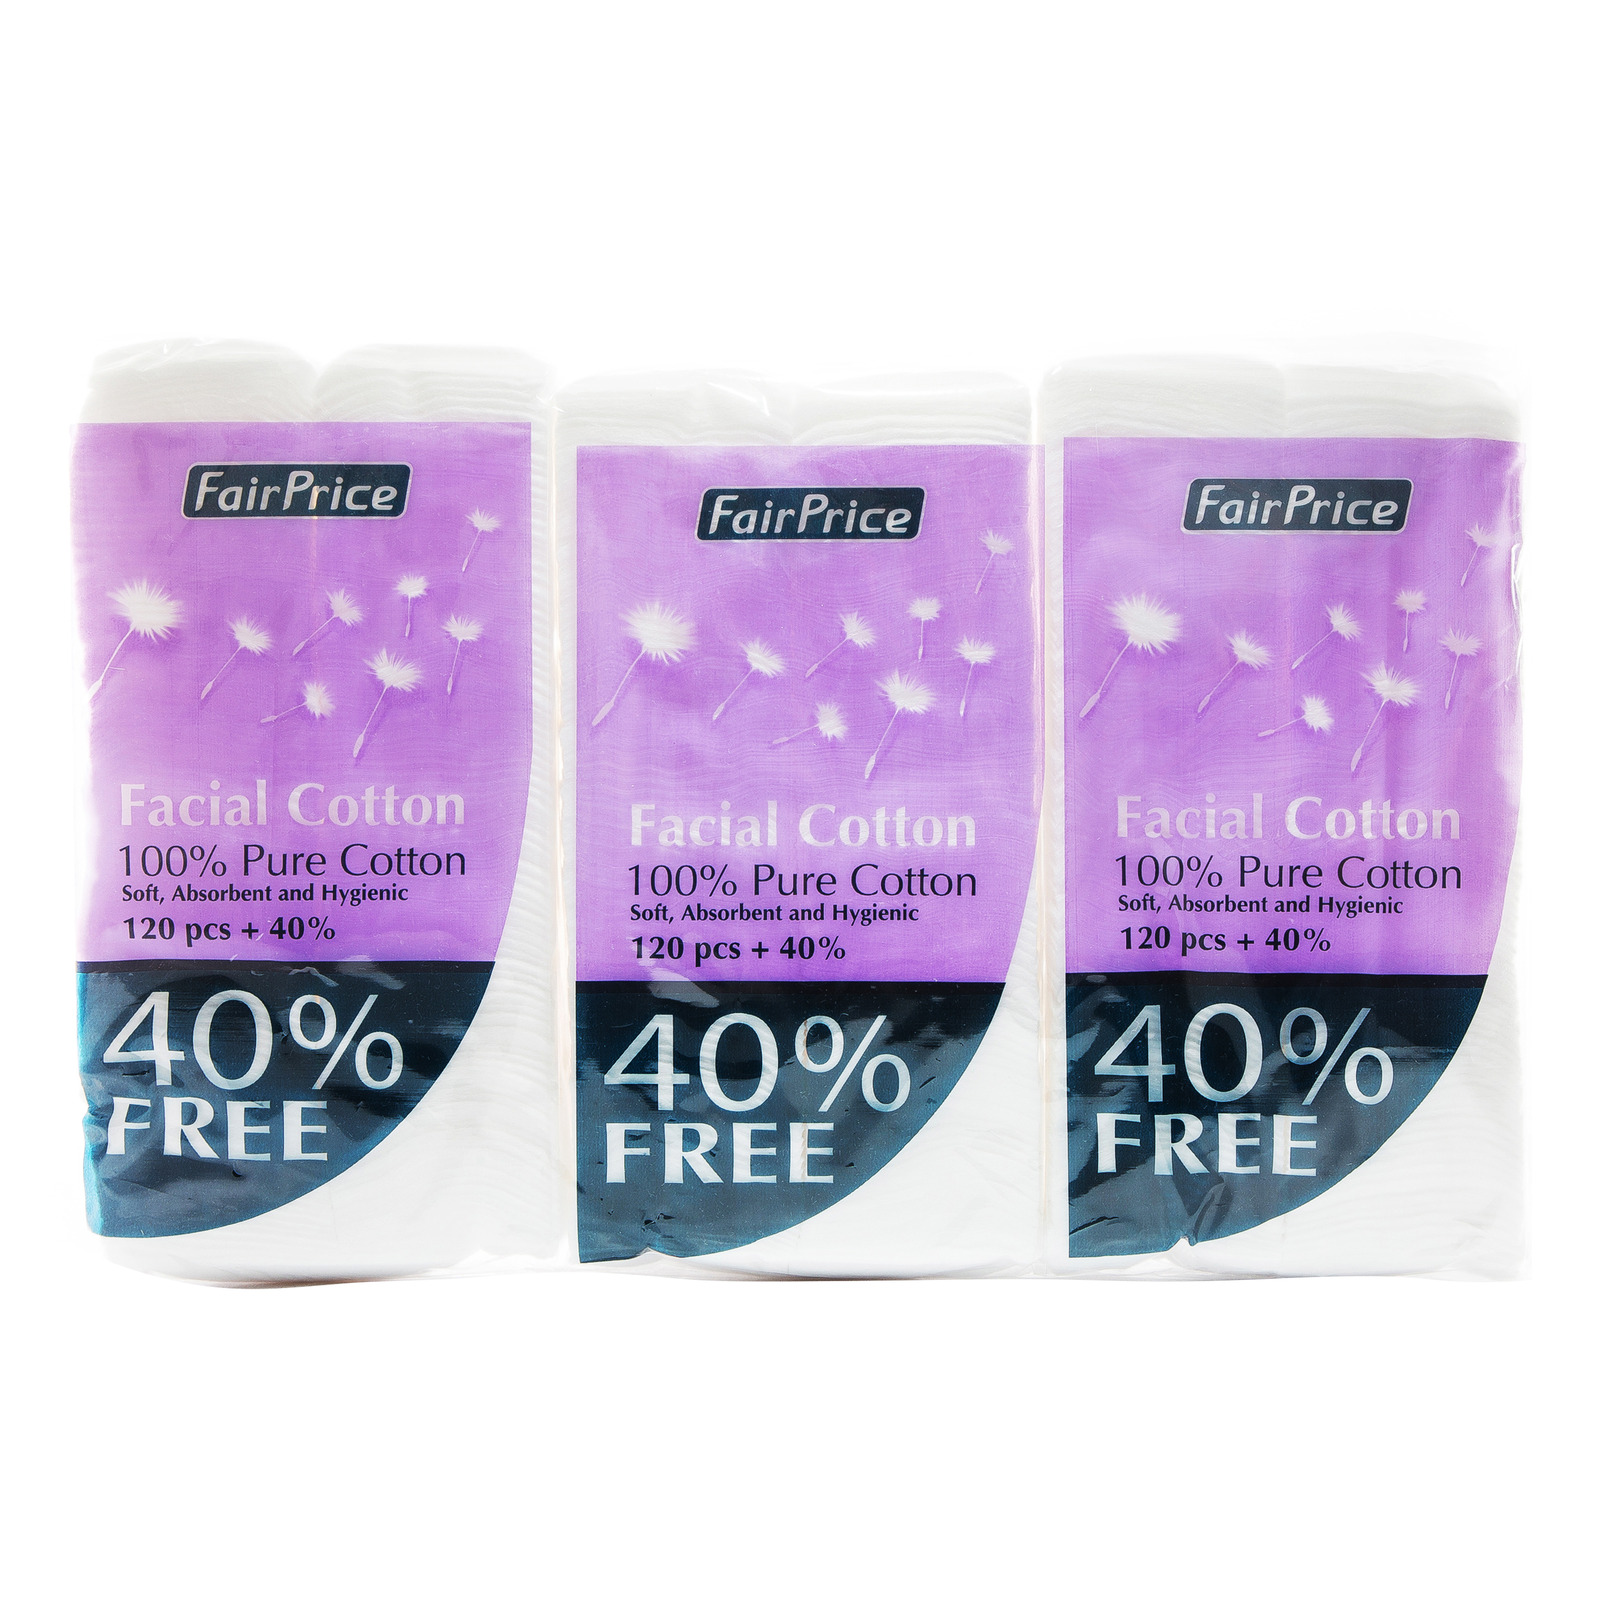 FairPrice
Facial Cotton
100% Pure Cotton
Soft, Absorbent and Hygienic
120 pcs + 40%
40%
FREE
FairPrice
Facial Cotton
100% Pure Cotton
Soft, Absorbent and Hygienic
120 pcs + 40%
40%
FREE
FairPrice
Facial Cotton
100% Pure Cotton
Soft, Absorbent and Hygienic
120 pcs + 40%
40%
FREE